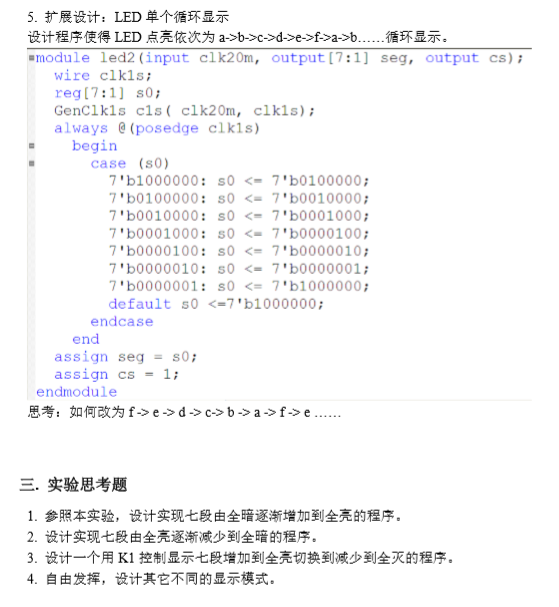 5. 扩展设计：LED 单个循环显示
设计程序使得 LED 点亮依次为 a->b->c->d->e->f->a->b……循环显示。
module led2(input clk20m, output[7:1] seg, output cs);
wire clk1s;
reg[7:1] s0;
GenClk1s c1s( clk20m, clk1s);
always @(posedge clk1s)
begin
case (s0)
7'b1000000: s0 <= 7'b0100000;
7'b0100000: s0 <= 7'b0010000;
7'b0010000: s0 <= 7'b0001000;
7'b0001000: s0 <= 7'b0000100;
7'b0000100: s0 <= 7'b0000010;
7'b0000010: s0 <= 7'b0000001;
7'b0000001: s0 <= 7'b1000000;
default s0 <=7'b1000000;
endcase
end
assign seg = s0;
assign cs = 1;
endmodule
思考：如何改为 f-> e -> d -> c-> b -> a -> f -> e ……
三. 实验思考题
1. 参照本实验，设计实现七段由全暗逐渐增加到全亮的程序。
2. 设计实现七段由全亮逐渐减少到全暗的程序。
3. 设计一个用 K1 控制显示七段增加到全亮切换到减少到全灭的程序。
4. 自由发挥，设计其它不同的显示模式。